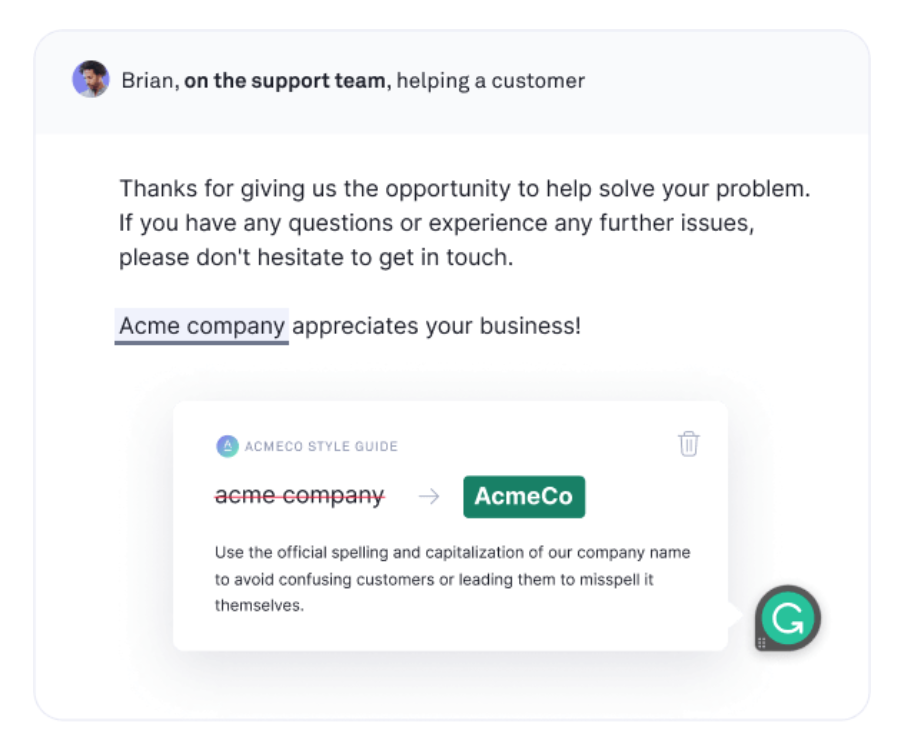 Brian, on the support team, helping a customer
Thanks for giving us the opportunity to help solve your problem.
If you have any questions or experience any further issues,
please don't hesitate to get in touch.
Acme company appreciates your business!
ACMECO STYLE GUIDE
acme company → AcmeCo
Use the official spelling and capitalization of our company name
to avoid confusing customers or leading them to misspell it
themselves.